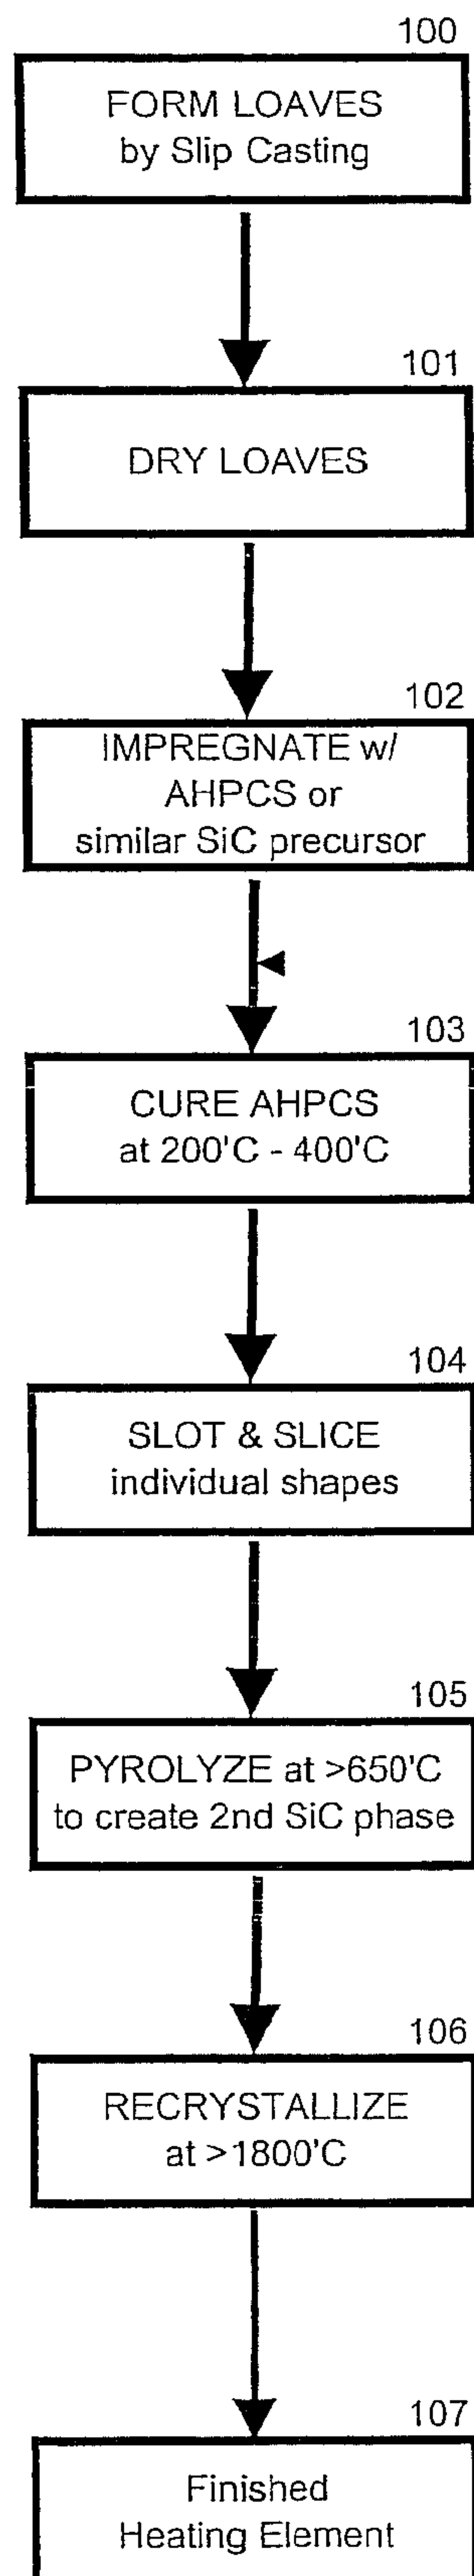 100
FORM LOAVES
by Slip Casting
101
DRY LOAVES
102
IMPREGNATE w/
AHPCS or
similar SiC precursor
103
CURE AHPCS
at 200'C - 400'C
104
SLOT & SLICE
individual shapes
105
PYROLYZE at >650'C
to create 2nd SiC phase
106
RECRYSTALLIZE
at >1800'C
107
Finished
Heating Element